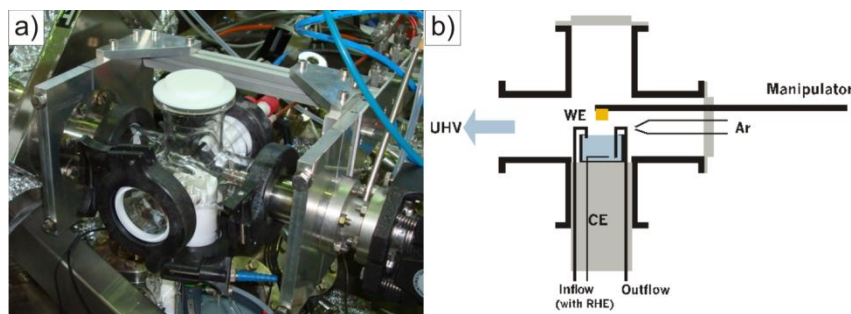 a)
b)
Manipulator
WE
UHV
Ar
CE
Inflow
(with RHE)
Outflow